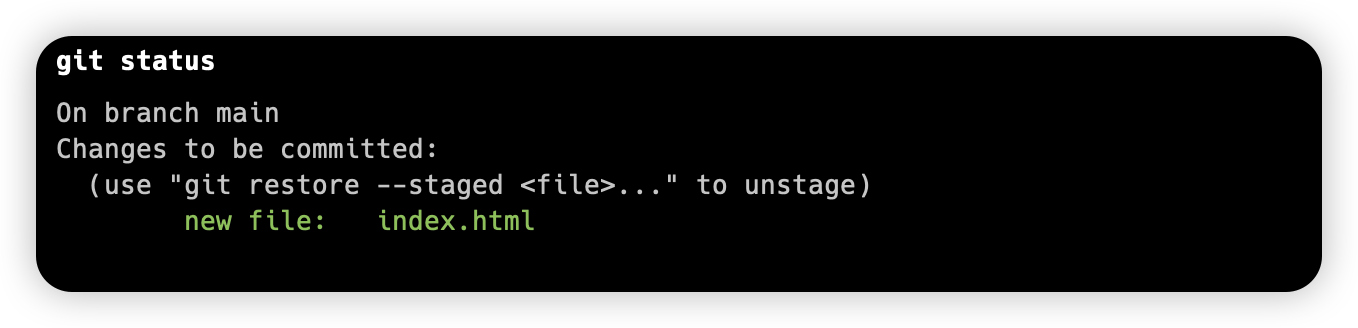 git status
On branch main
Changes to be committed:
  (use "git restore --staged <file>..." to unstage)
        new file:   index.html